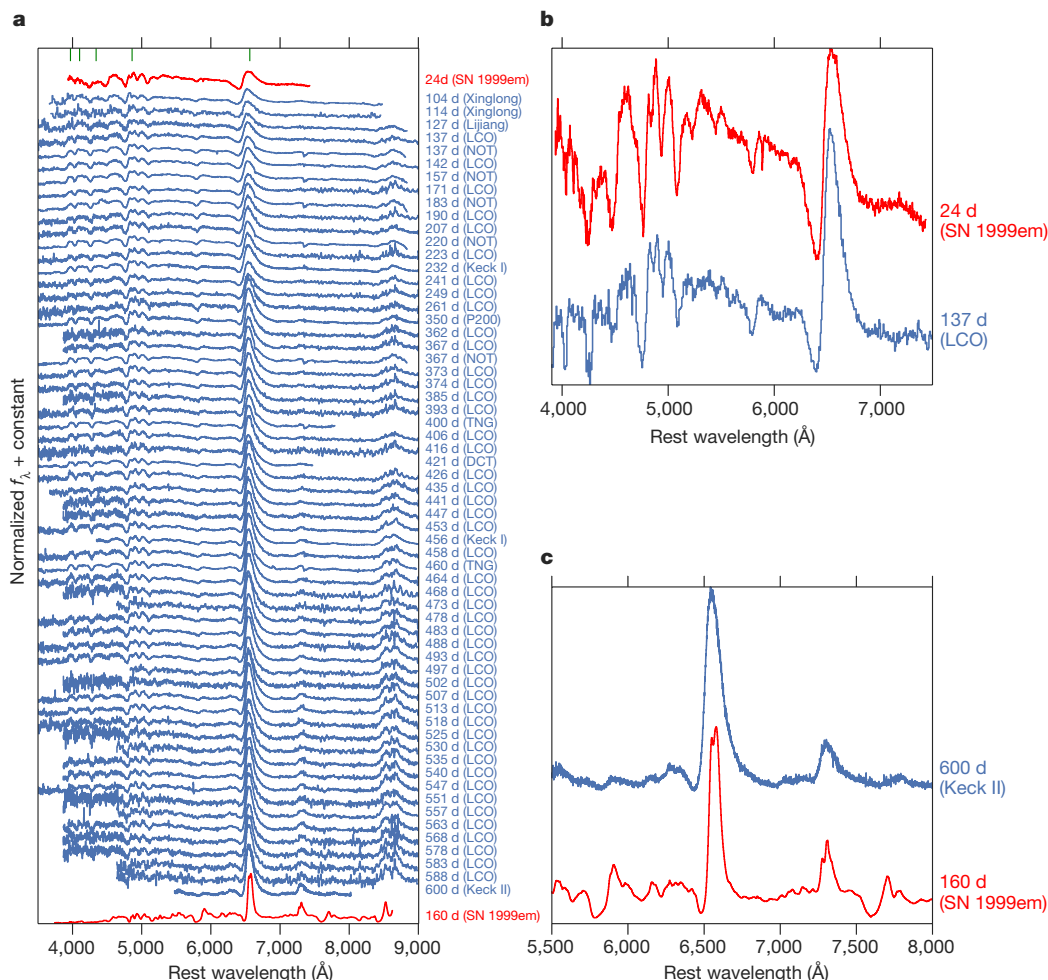 a
24d (SN 1999em)
104 d (Xinglong)
114 d (Xinglong)
127 d (Lijiang)
137 d (LCO)
137 d (NOT)
142 d (LCO)
157 d (NOT)
171 d (LCO)
183 d (NOT)
190 d (LCO)
207 d (LCO)
220 d (NOT)
223 d (LCO)
232 d (Keck I)
241 d (LCO)
249 d (LCO)
261 d (LCO)
350 d (P200)
362 d (LCO)
367 d (LCO)
367 d (NOT)
373 d (LCO)
374 d (LCO)
385 d (LCO)
393 d (LCO)
400 d (TNG)
406 d (LCO)
416 d (LCO)
421 d (DCT)
426 d (LCO)
435 d (LCO)
441 d (LCO)
447 d (LCO)
453 d (LCO)
456 d (Keck I)
458 d (LCO)
460 d (TNG)
464 d (LCO)
468 d (LCO)
473 d (LCO)
478 d (LCO)
483 d (LCO)
488 d (LCO)
493 d (LCO)
497 d (LCO)
502 d (LCO)
507 d (LCO)
513 d (LCO)
518 d (LCO)
525 d (LCO)
530 d (LCO)
535 d (LCO)
540 d (LCO)
547 d (LCO)
551 d (LCO)
557 d (LCO)
563 d (LCO)
568 d (LCO)
578 d (LCO)
583 d (LCO)
588 d (LCO)
600 d (Keck II)
160 d (SN 1999em)
Normalized fλ + constant
4,000 5,000 6,000 7,000 8,000 9,000
Rest wavelength (Å)
b
24 d
(SN 1999em)
137 d
(LCO)
4,000 5,000 6,000 7,000
Rest wavelength (Å)
c
600 d
(Keck II)
160 d
(SN 1999em)
5,500 6,000 6,500 7,000 7,500 8,000
Rest wavelength (Å)